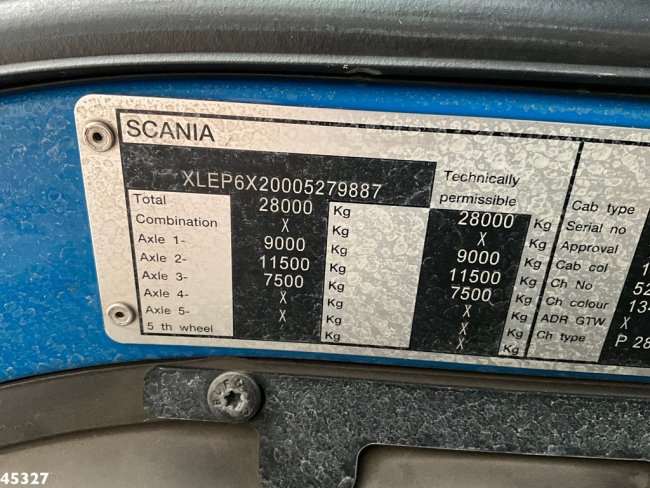 SCANIA
XLEP6X20005279887
Technically
permissible
Total 28000 Kg 28000 Kg
Combination X Kg X Kg
Axle 1- 9000 Kg 9000 Kg
Axle 2- 11500 Kg 11500 Kg
Axle 3- 7500 Kg 7500 Kg
Axle 4- X Kg X Kg
Axle 5- X Kg X Kg
5 th wheel X Kg X Kg
Cab type
Serial no
Approval
Cab col
Ch No 52
Ch colour 134
ADR GTW X
Ch type P 28
45327